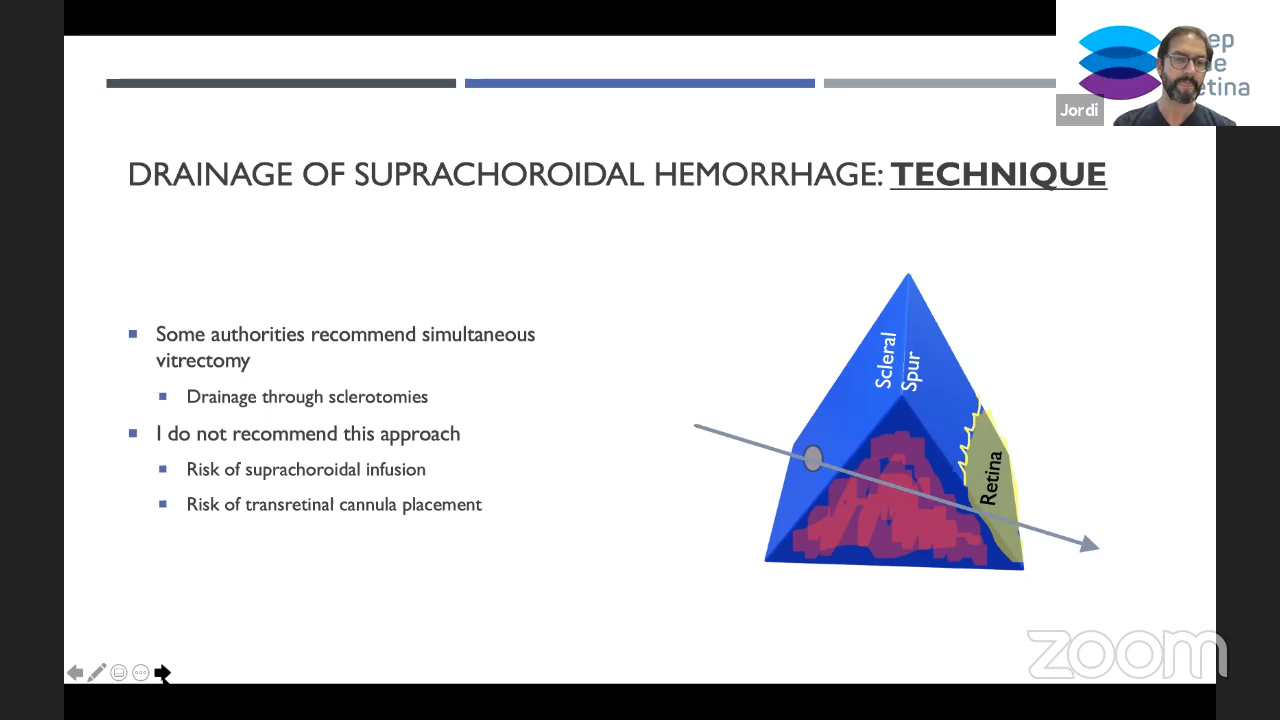 Jordi
DRAINAGE OF SUPRACHOROIDAL HEMORRHAGE: TECHNIQUE
Some authorities recommend simultaneous
vitrectomy
Drainage through sclerotomies
I do not recommend this approach
Risk of suprachoroidal infusion
Risk of transretinal cannula placement
Scleral
Spur
Retina
zoom